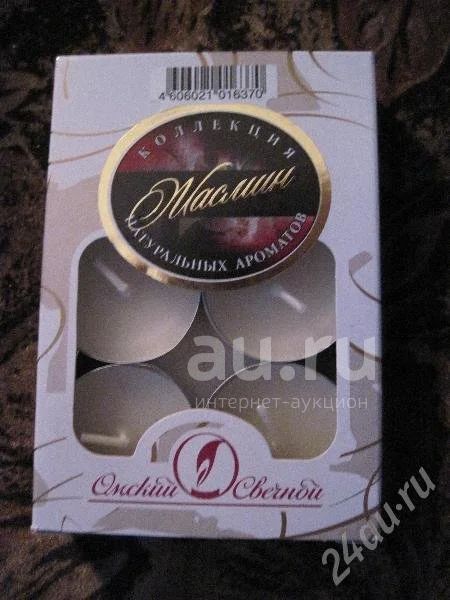 4 606021 016370
КОЛЛЕКЦИЯ
Жасмин
НАТУРАЛЬНЫХ АРОМАТОВ
au.ru
интернет-аукцион
Омский Свечной
24au.ru